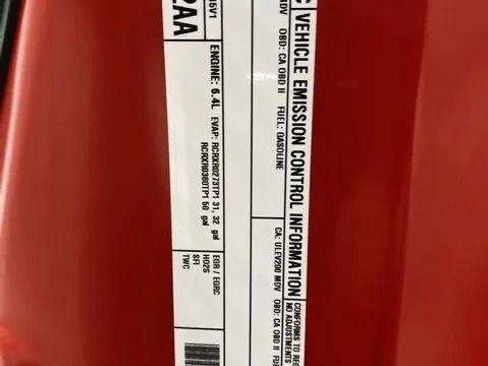 C VEHICLE EMISSION CONTROL INFORMATION
CONFORMS TO
NO ADJUSTMENTS
MDV OBD: CA OBD II FUEL: GASOLINE
CA: ULEV200 MDV OBD: CA OBD II
5V1
2AA
ENGINE: 6.4L EVAP: RCRXR0273TP1 31, 32 gal
RCRXR0380TP1 50 gal
EGR / EGRC
HO2S
SFI
TWC